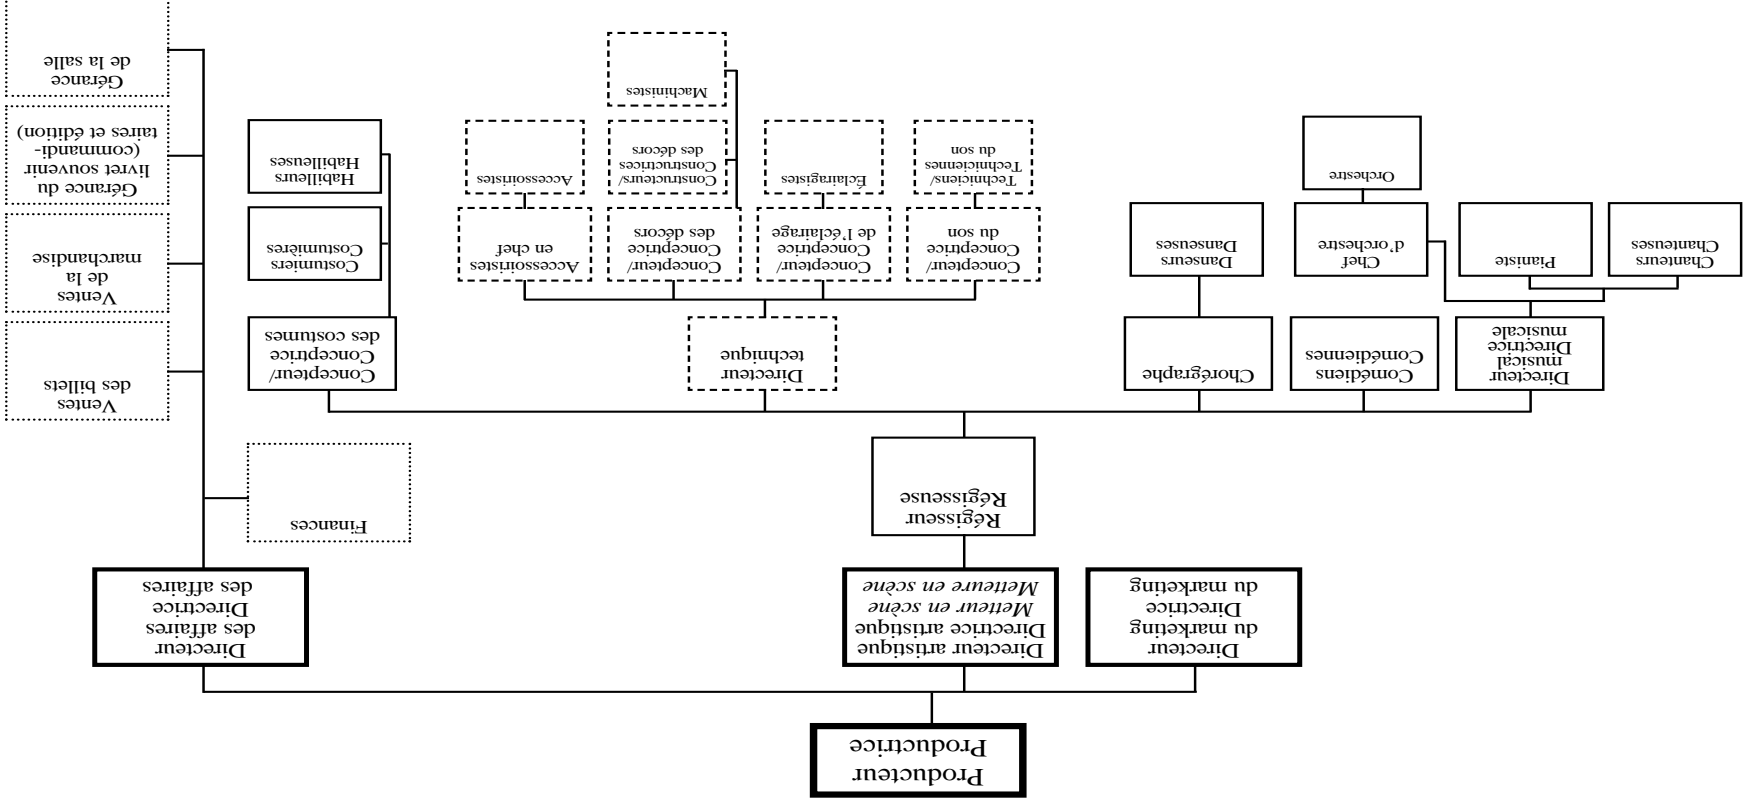 Producteur
Productrice
Directeur
du marketing
Directrice
du marketing
Directeur artistique
Directrice artistique
Metteur en scène
Metteure en scène
Directeur
des affaires
Directrice
des affaires
Régisseur
Régisseuse
Finances
Directeur
musical
Directrice
musicale
Comédiens
Comédiennes
Chorégraphe
Directeur
technique
Concepteur/
Conceptrice
des costumes
Ventes
des billets
Chanteurs
Chanteuses
Pianiste
Chef
d’orchestre
Danseurs
Danseuses
Concepteur/
Conceptrice
du son
Concepteur/
Conceptrice
de l’éclairage
Concepteur/
Conceptrice
des décors
Accessoiristes
en chef
Costumiers
Costumières
Ventes
de la
marchandise
Orchestre
Techniciens/
Techniciennes
du son
Éclairagistes
Constructeurs/
Constructrices
des décors
Accessoiristes
Habilleurs
Habilleuses
Gérance du
livret souvenir
(commandi-
taires et édition)
Machinistes
Gérance
de la salle